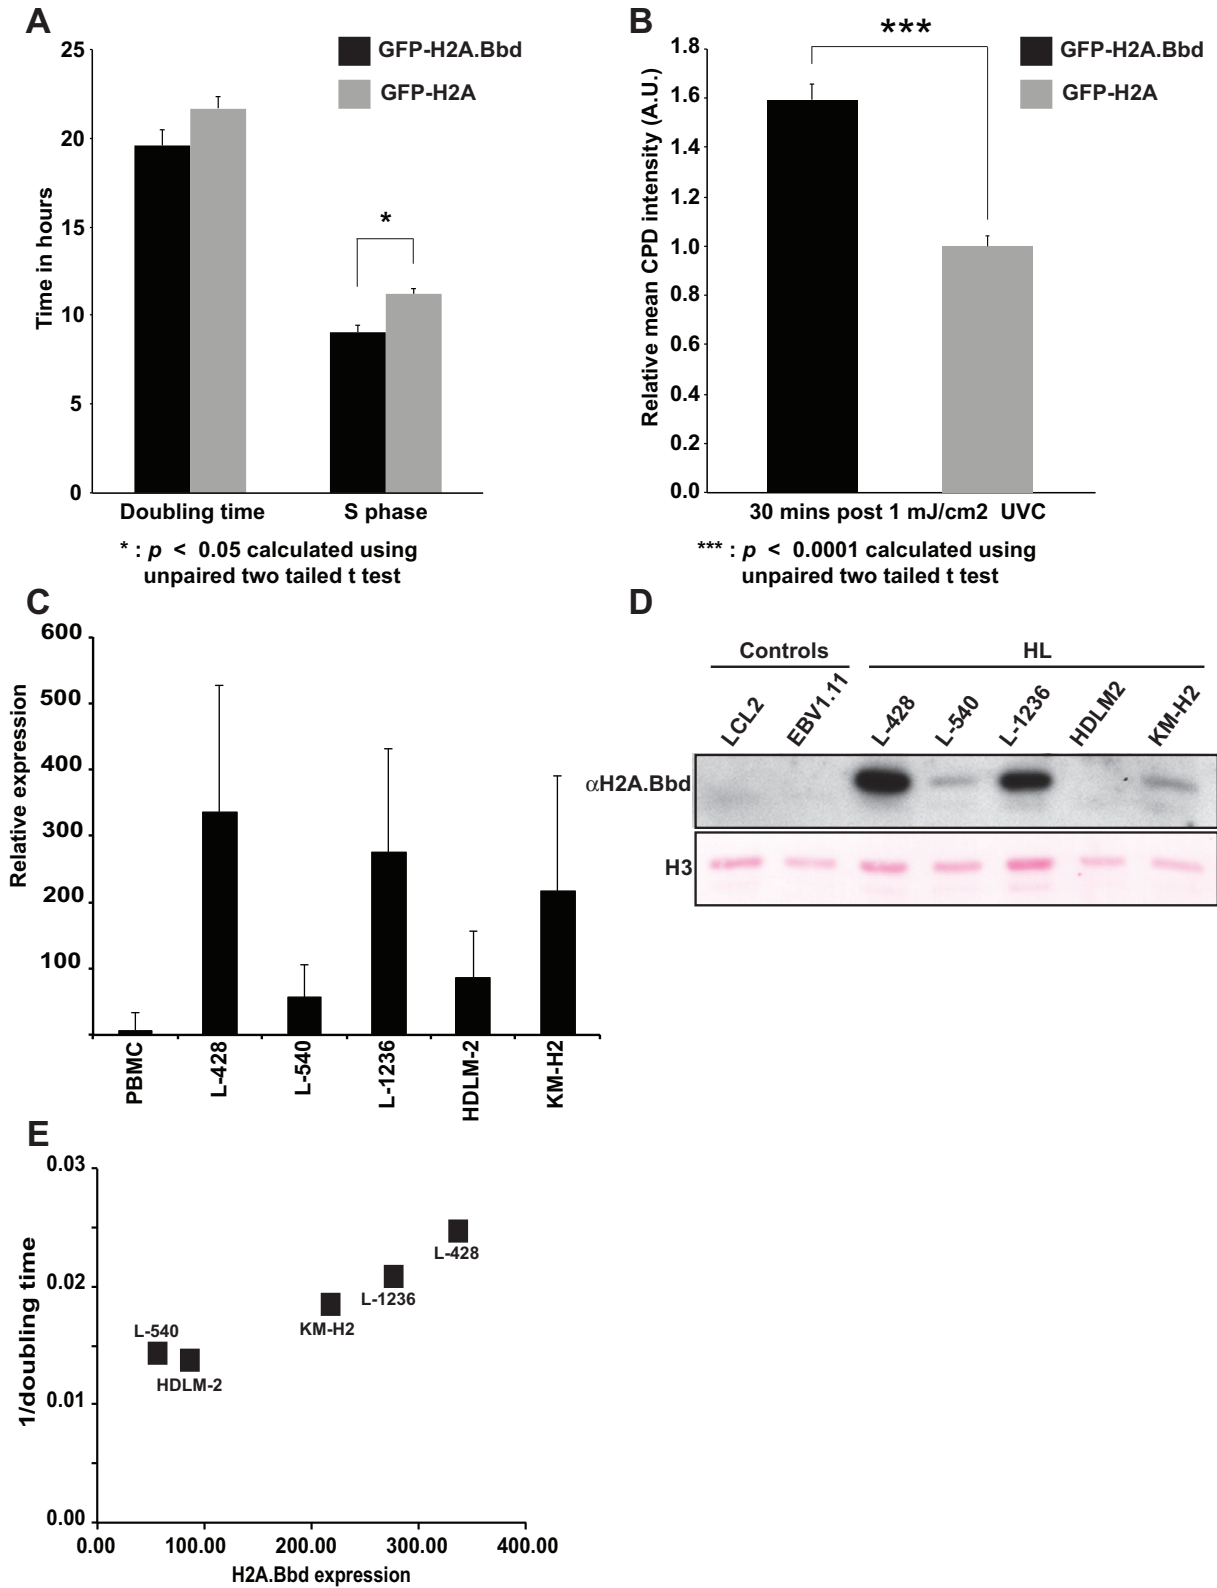 A
GFP-H2A.Bbd
GFP-H2A
25
20
15
10
5
0
Time in hours
*
Doubling time
S phase
* : p < 0.05 calculated using
unpaired two tailed t test
B
***
GFP-H2A.Bbd
GFP-H2A
1.8
1.6
1.4
1.2
1.0
0.8
0.6
0.4
0.2
0.0
Relative mean CPD intensity (A.U.)
30 mins post 1 mJ/cm2 UVC
*** : p < 0.0001 calculated using
unpaired two tailed t test
C
600
500
400
300
200
100
Relative expression
PBMC
L-428
L-540
L-1236
HDLM-2
KM-H2
D
Controls
HL
LCL2
EBV1.11
L-428
L-540
L-1236
HDLM2
KM-H2
αH2A.Bbd
H3
E
0.03
0.02
0.01
0.00
1/doubling time
L-540
HDLM-2
KM-H2
L-1236
L-428
0.00
100.00
200.00
300.00
400.00
H2A.Bbd expression